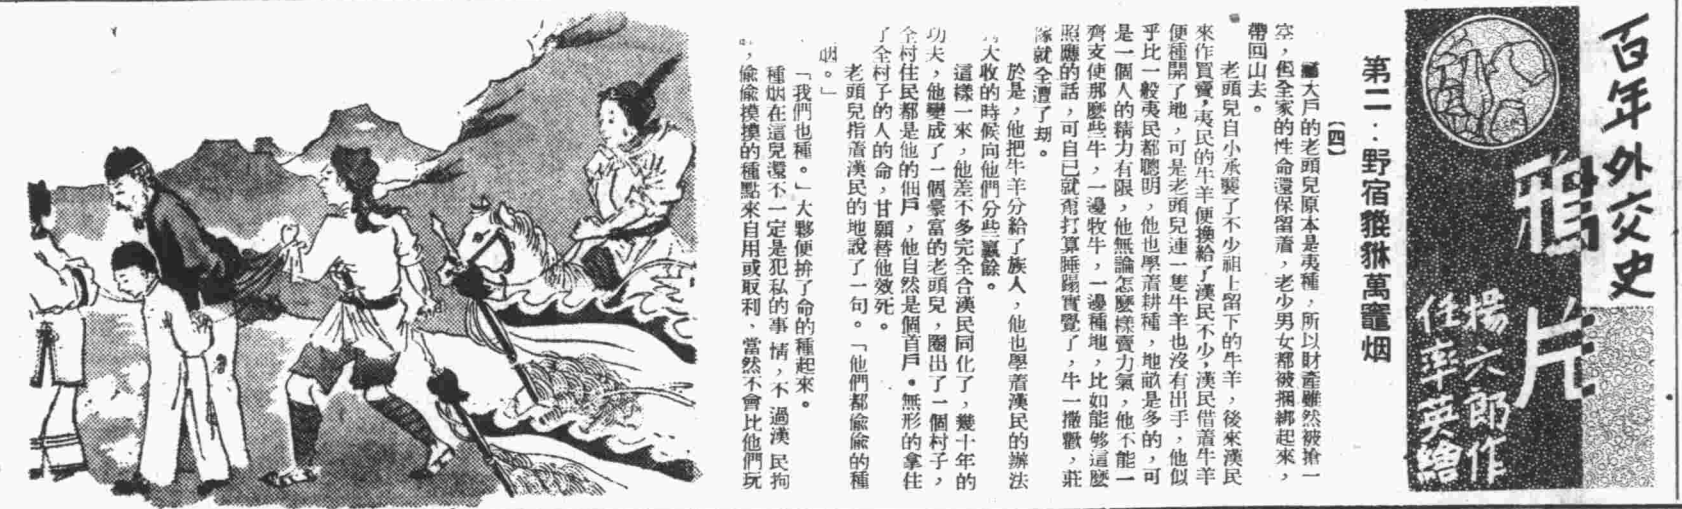 百年外交史
鴉片
楊六郎作
任率英繪
第二：野宿玀猓萬竈烟
【四】
大戶的老頭兒原本是夷種，所以財產雖然被搶一
空，但全家的性命還保留着，老少男女都被捆綁起來，
帶回山去。
老頭兒自小承襲了不少祖上留下的牛羊，後來漢民
來作買賣，夷民的牛羊便換給了漢民不少，漢民借着牛羊
便種開了地，可是老頭兒連一隻牛羊也沒有出手，他似
乎比一般夷民都聰明，他也學着耕種，地畝是多的，可
是一個人的精力有限，他無論怎麼樣賣力氣，他不能一
齊支使那麼些牛，一邊牧牛，一邊種地，比如能够這麼
照應的話，可自己就甭打算睡蹋實覺了，牛一撒歡，莊
稼就全遭了刼。
於是，他把牛羊分給了族人，他也學着漢民的辦法
大收的時候向他們分些贏餘。
這樣一來，他差不多完全合漢民同化了，幾十年的
功夫，他變成了一個豪富的老頭兒，圈出了一個村子，
全村住民都是他的佃戶，他自然是個首戶。無形的拿住
了全村子的人的命，甘願替他效死。
老頭兒指着漢民的地說了一句。「他們都偷偷的種
烟。」
「我們也種。」大夥便拚了命的種起來。
種烟在這兒還不一定是犯私的事情，不過漢民拘
，偷偷摸摸的種點來自用或取利，當然不會比他們玩